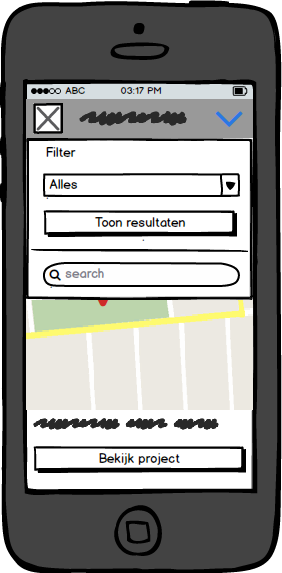 ABC 03:17 PM
Filter
Alles
Toon resultaten
search
Bekijk project